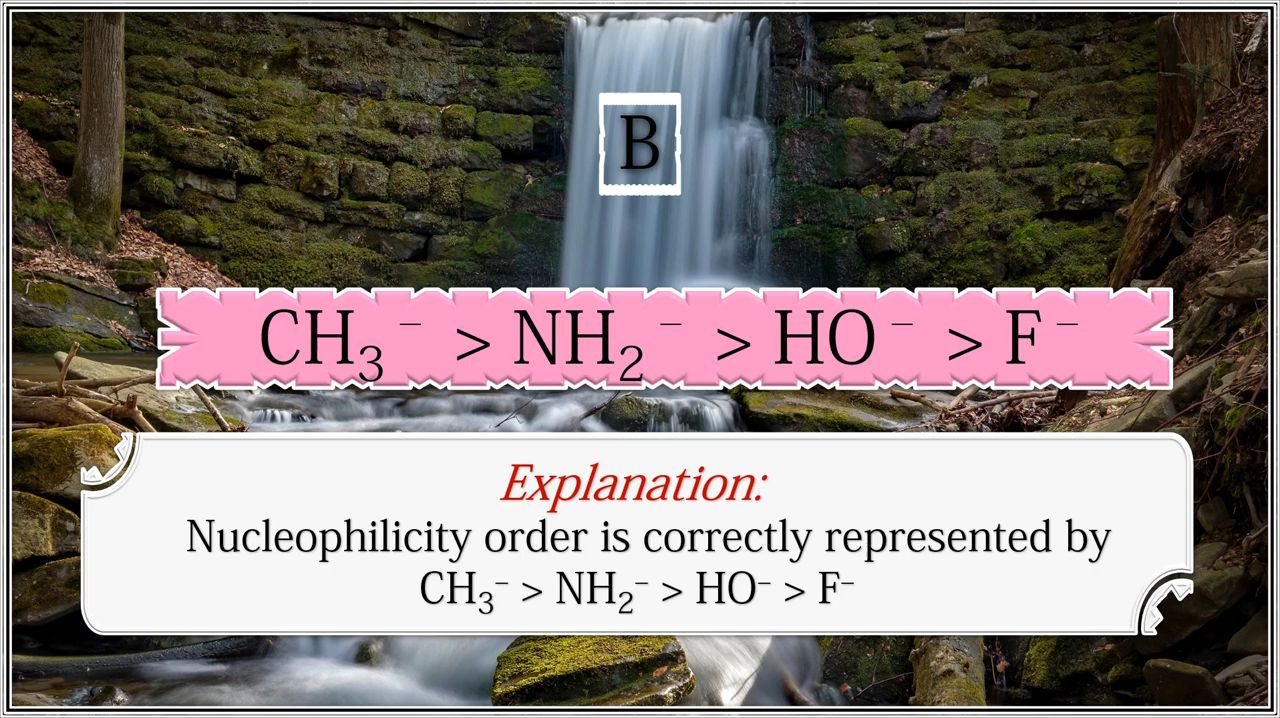 B
CH₃⁻ > NH₂⁻ > HO⁻ > F⁻
Explanation:
Nucleophilicity order is correctly represented by
CH₃⁻ > NH₂⁻ > HO⁻ > F⁻